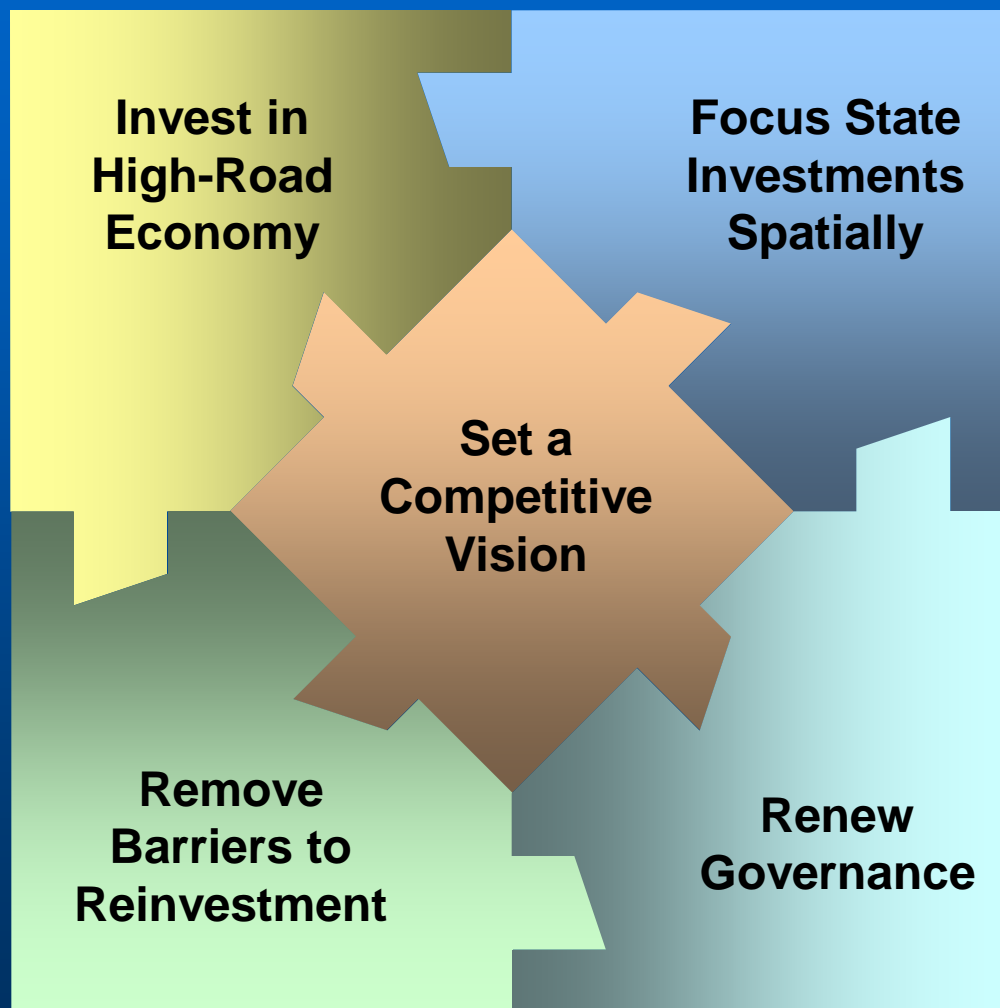 Invest in
High-Road
Economy
Focus State
Investments
Spatially
Set a
Competitive
Vision
Remove
Barriers to
Reinvestment
Renew
Governance